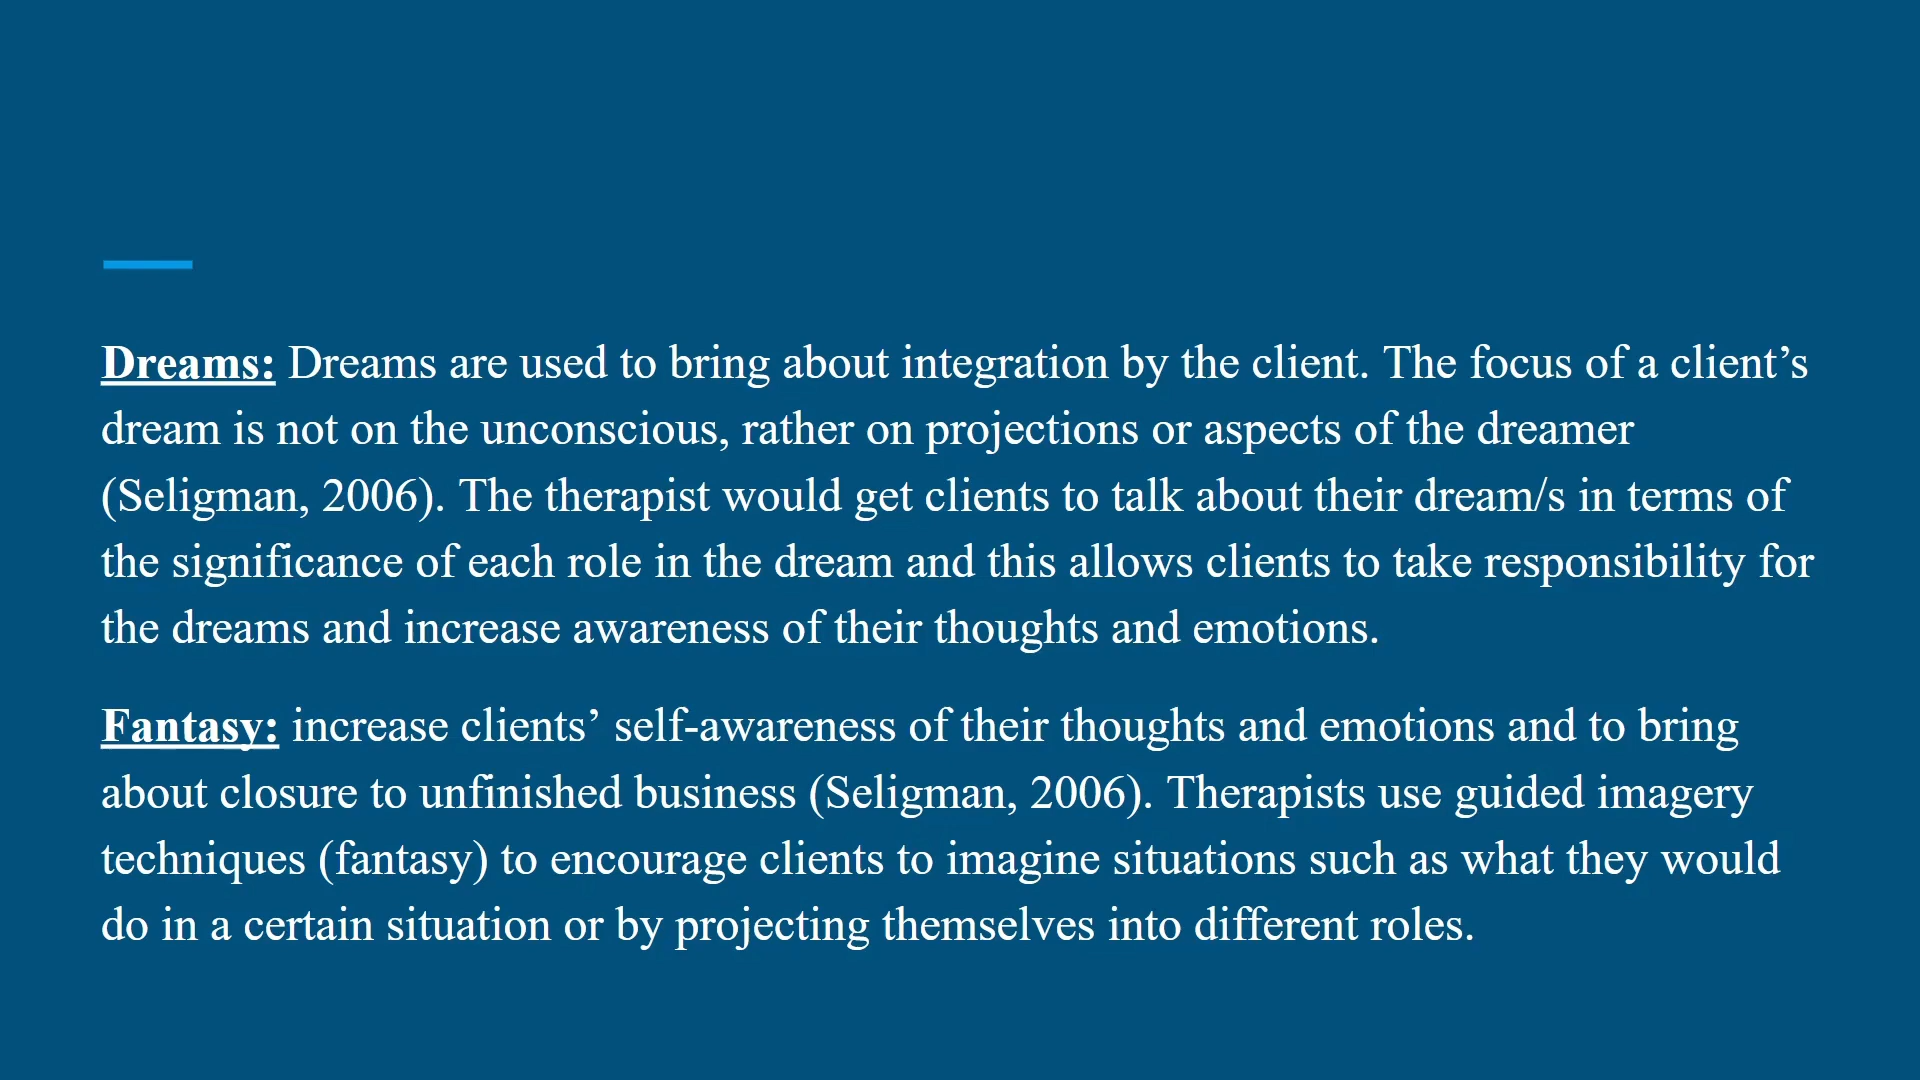 Dreams: Dreams are used to bring about integration by the client. The focus of a client’s
dream is not on the unconscious, rather on projections or aspects of the dreamer
(Seligman, 2006). The therapist would get clients to talk about their dream/s in terms of
the significance of each role in the dream and this allows clients to take responsibility for
the dreams and increase awareness of their thoughts and emotions.
Fantasy: increase clients’ self-awareness of their thoughts and emotions and to bring
about closure to unfinished business (Seligman, 2006). Therapists use guided imagery
techniques (fantasy) to encourage clients to imagine situations such as what they would
do in a certain situation or by projecting themselves into different roles.